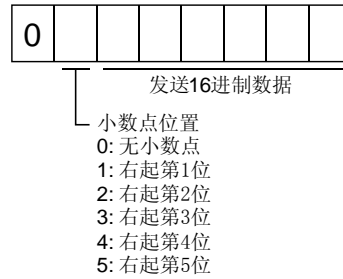 0
发送16进制数据
小数点位置
0: 无小数点
1: 右起第1位
2: 右起第2位
3: 右起第3位
4: 右起第4位
5: 右起第5位